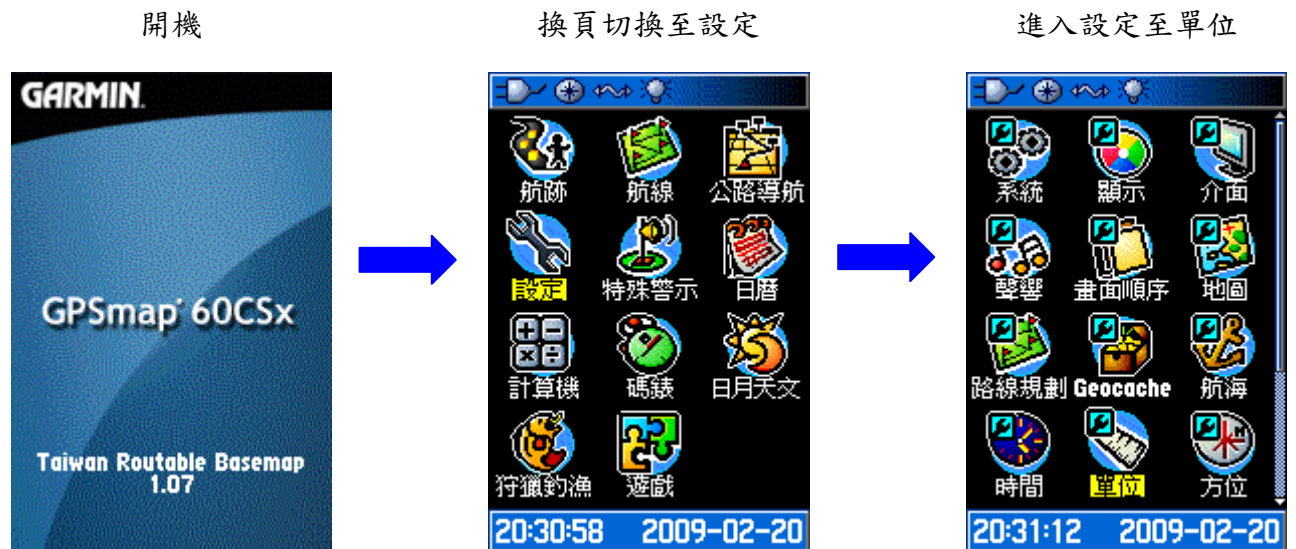 開機
換頁切換至設定
進入設定至單位
GARMIN.
GPSmap® 60CSx
Taiwan Routable Basemap
1.07
航跡 航線 公路導航
設定 特殊警示 日曆
計算機 碼錶 日月天文
狩獵釣漁 遊戲
20:30:58 2009-02-20
系統 顯示 介面
聲響 畫面順序 地圖
路線規劃 Geocache 航海
時間 單位 方位
20:31:12 2009-02-20